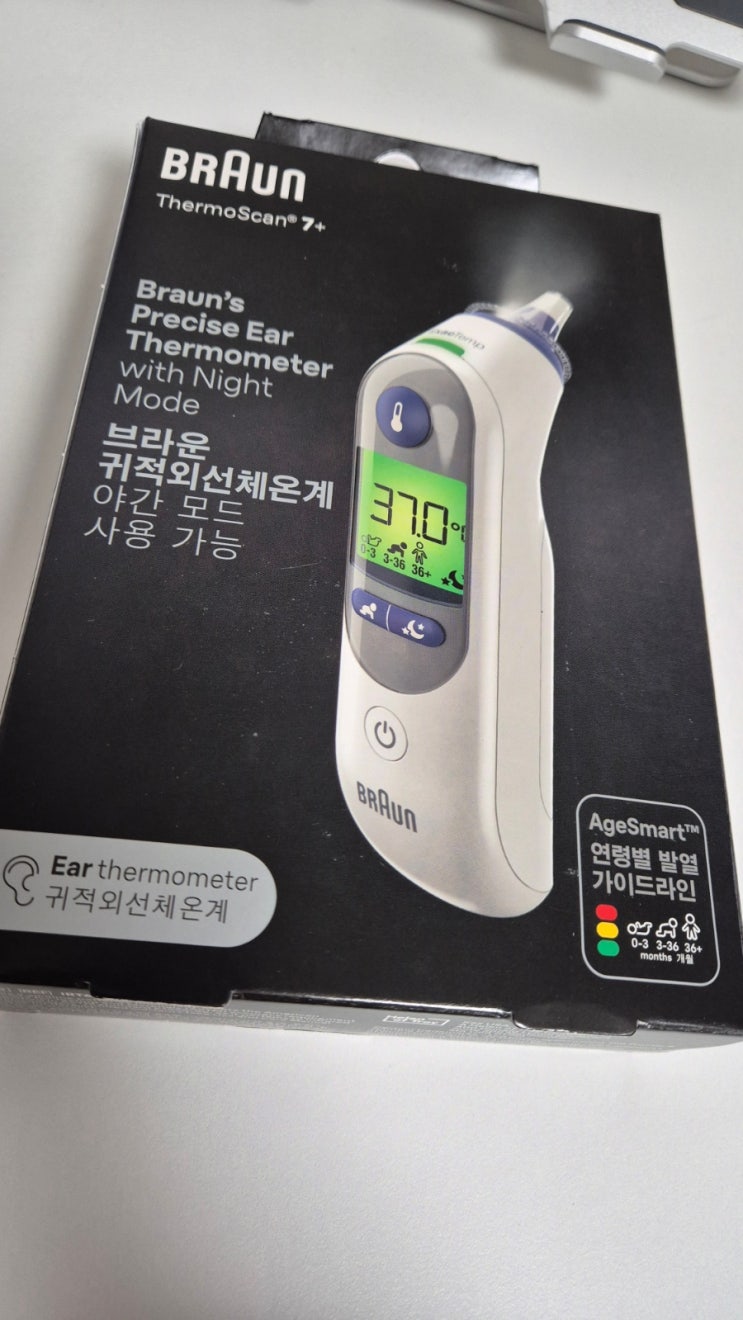 BRAUN
ThermoScan® 7+
Braun's
Precise Ear
Thermometer
with Night
Mode
브라운
귀적외선체온계
야간 모드
사용 가능
37.0
0-3 3-36 36+
BRAUN
Ear thermometer
귀적외선체온계
AgeSmart™
연령별 발열
가이드라인
0-3 3-36 36+
months 개월